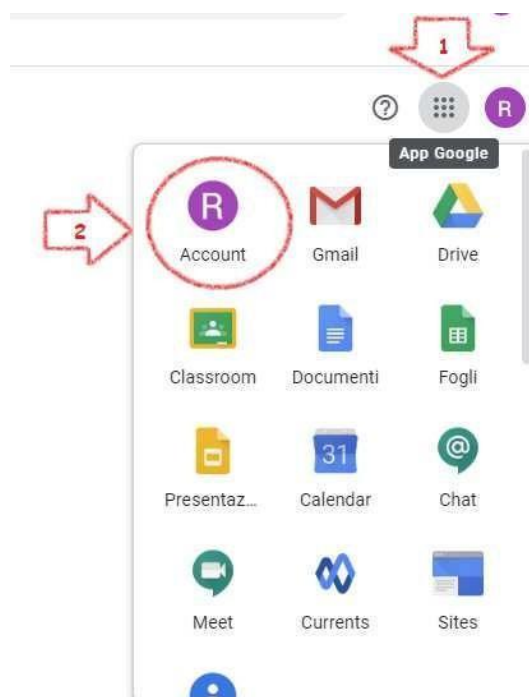 1
R
App Google
2
R
Account Gmail Drive
Classroom Documenti Fogli
31
Presentaz... Calendar Chat
Meet Currents Sites